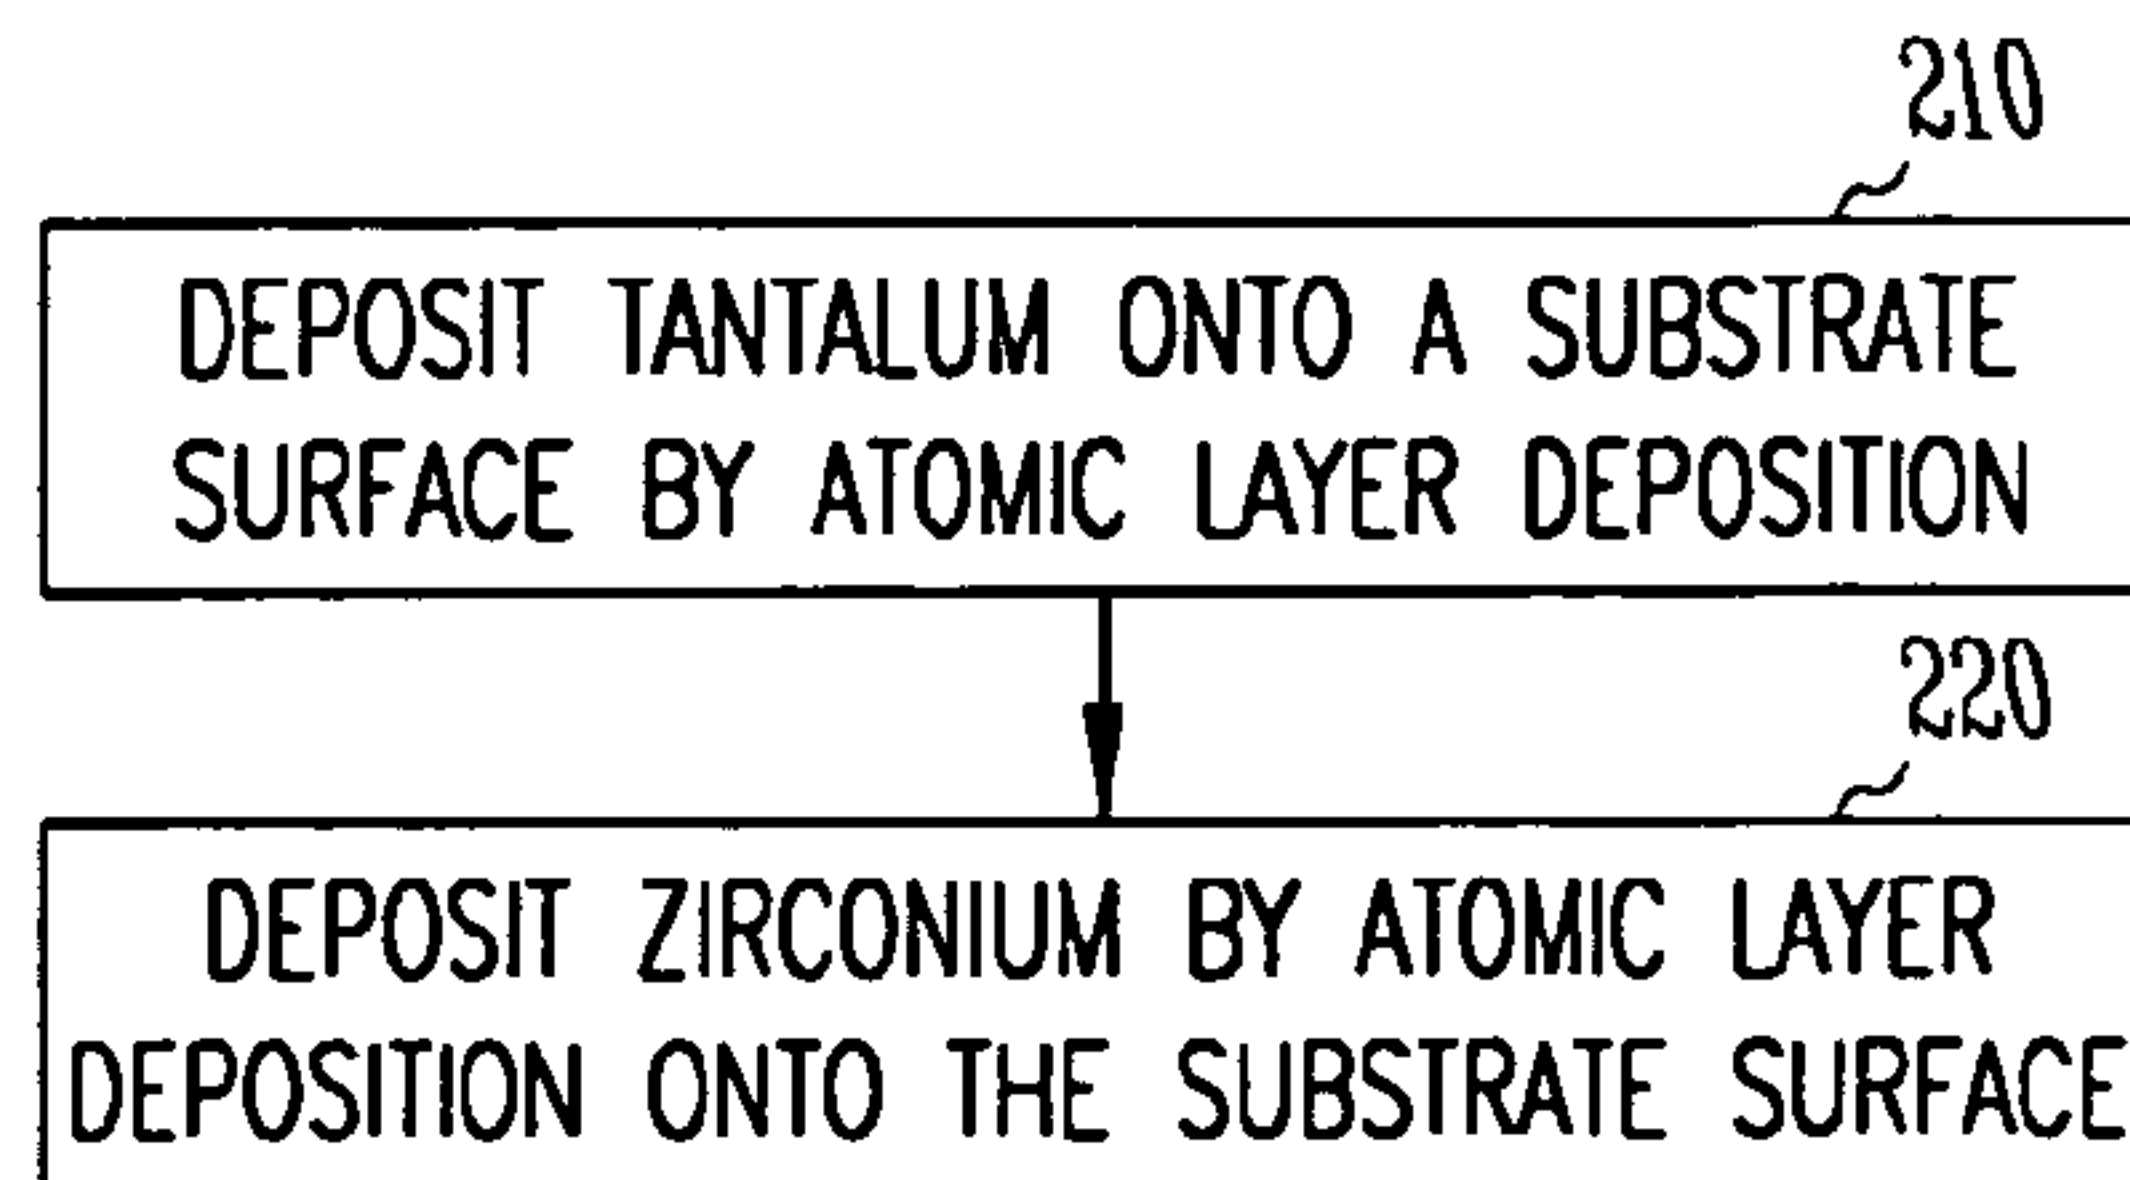 210
DEPOSIT TANTALUM ONTO A SUBSTRATE
SURFACE BY ATOMIC LAYER DEPOSITION
220
DEPOSIT ZIRCONIUM BY ATOMIC LAYER
DEPOSITION ONTO THE SUBSTRATE SURFACE